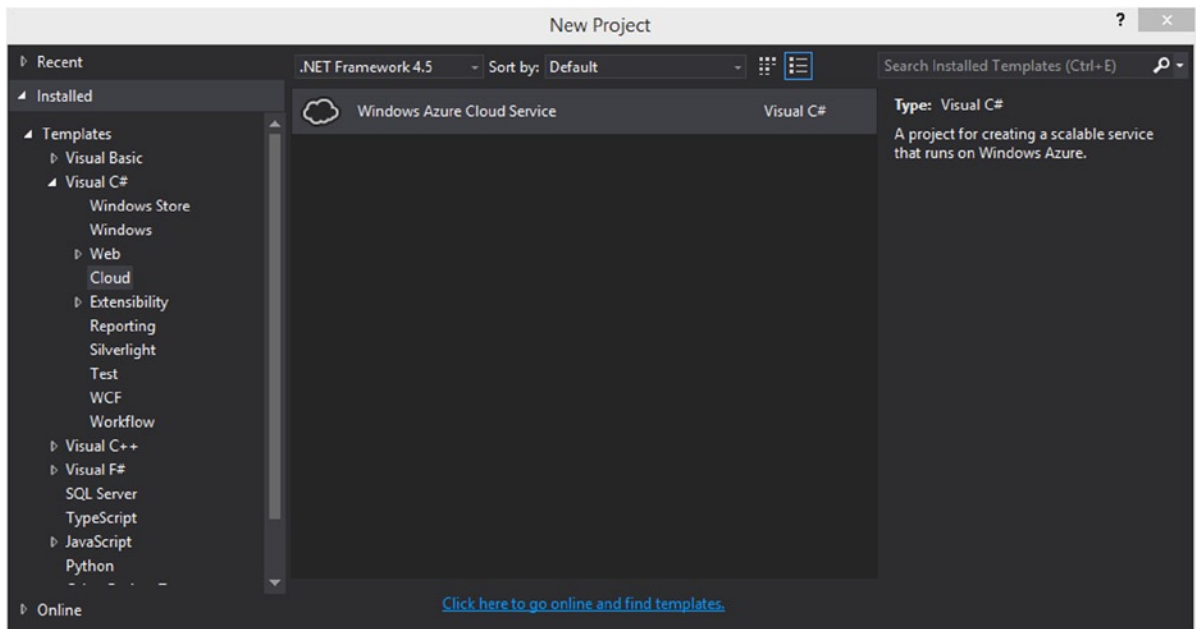 New Project
?
x
Recent
.NET Framework 4.5
Sort by: Default
Search Installed Templates (Ctrl+E)
Installed
Templates
Visual Basic
Visual C#
Windows Store
Windows
Web
Cloud
Extensibility
Reporting
Silverlight
Test
WCF
Workflow
Visual C++
Visual F#
SQL Server
TypeScript
JavaScript
Python
Online
Windows Azure Cloud Service Visual C#
Type: Visual C#
A project for creating a scalable service
that runs on Windows Azure.
Click here to go online and find templates.